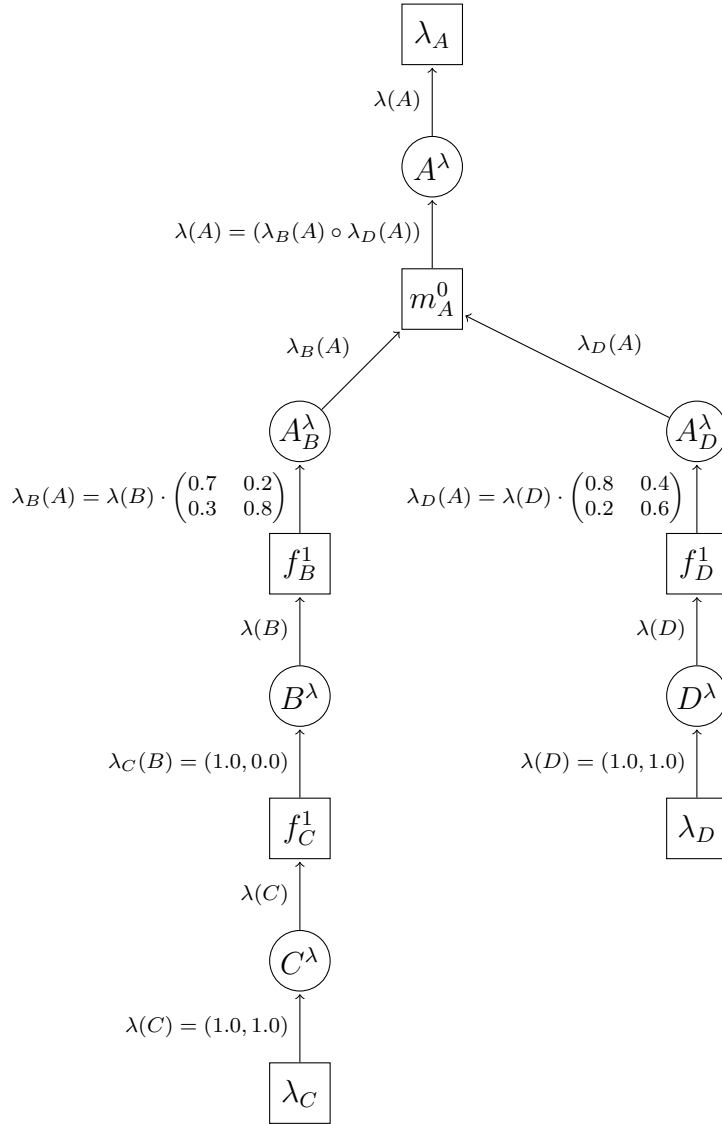 λ_A
λ(A)
A^λ
λ(A) = (λ_B(A) ∘ λ_D(A))
m_A^0
λ_B(A)
λ_D(A)
A_B^λ
A_D^λ
λ_B(A) = λ(B) · (0.7 0.2
0.3 0.8)
λ_D(A) = λ(D) · (0.8 0.4
0.2 0.6)
f_B^1
f_D^1
λ(B)
λ(D)
B^λ
D^λ
λ_C(B) = (1.0, 0.0)
λ(D) = (1.0, 1.0)
f_C^1
λ_D
λ(C)
C^λ
λ(C) = (1.0, 1.0)
λ_C